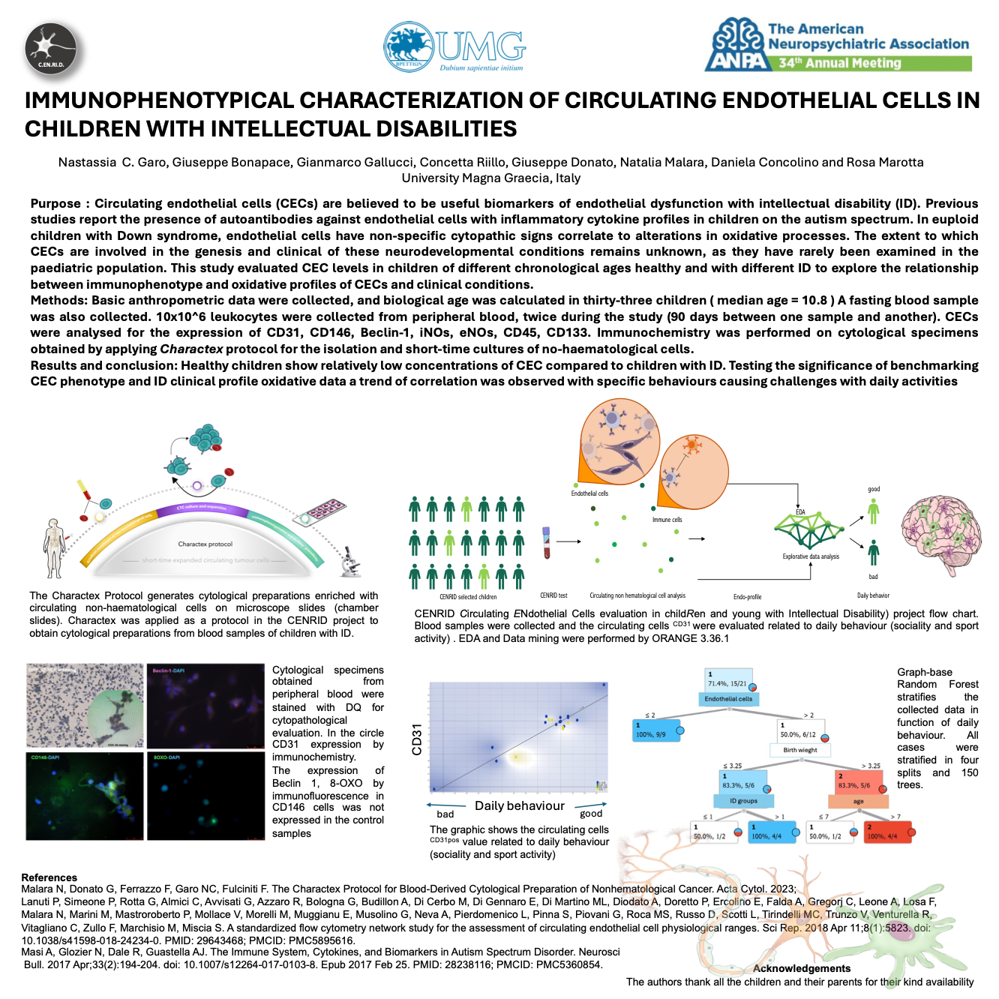 C.EN.RI.D.
UMG
Dubium sapientiae initium
ANPA
The American
Neuropsychiatric Association
34th Annual Meeting
IMMUNOPHENOTYPICAL CHARACTERIZATION OF CIRCULATING ENDOTHELIAL CELLS IN
CHILDREN WITH INTELLECTUAL DISABILITIES
Nastassia C. Garo, Giuseppe Bonapace, Gianmarco Gallucci, Concetta Riillo, Giuseppe Donato, Natalia Malara, Daniela Concolino and Rosa Marotta
University Magna Graecia, Italy
Purpose : Circulating endothelial cells (CECs) are believed to be useful biomarkers of endothelial dysfunction with intellectual disability (ID). Previous
studies report the presence of autoantibodies against endothelial cells with inflammatory cytokine profiles in children on the autism spectrum. In euploid
children with Down syndrome, endothelial cells have non-specific cytopathic signs correlate to alterations in oxidative processes. The extent to which
CECs are involved in the genesis and clinical of these neurodevelopmental conditions remains unknown, as they have rarely been examined in the
paediatric population. This study evaluated CEC levels in children of different chronological ages healthy and with different ID to explore the relationship
between immunophenotype and oxidative profiles of CECs and clinical conditions.
Methods: Basic anthropometric data were collected, and biological age was calculated in thirty-three children ( median age = 10.8 ) A fasting blood sample
was also collected. 10x10^6 leukocytes were collected from peripheral blood, twice during the study (90 days between one sample and another). CECs
were analysed for the expression of CD31, CD146, Beclin-1, iNOs, eNOs, CD45, CD133. Immunochemistry was performed on cytological specimens
obtained by applying Charactex protocol for the isolation and short-time cultures of no-haematological cells.
Results and conclusion: Healthy children show relatively low concentrations of CEC compared to children with ID. Testing the significance of benchmarking
CEC phenotype and ID clinical profile oxidative data a trend of correlation was observed with specific behaviours causing challenges with daily activities
CTC culture and expansion
Charactex protocol
short-time expanded circulating tumour cells
The Charactex Protocol generates cytological preparations enriched with
circulating non-haematological cells on microscope slides (chamber
slides). Charactex was applied as a protocol in the CENRID project to
obtain cytological preparations from blood samples of children with ID.
Endothelial cells
Immune cells
EDA
Explorative data analysis
good
bad
CENRID selected children
CENRID test
Circulating non hematological cell analysis
Endo-profile
Daily behavior
CENRID Circulating ENdothelial Cells evaluation in childRen and young with Intellectual Disability) project flow chart.
Blood samples were collected and the circulating cells CD31 were evaluated related to daily behaviour (sociality and sport
activity) . EDA and Data mining were performed by ORANGE 3.36.1
Beclin-1-DAPI
CD146-DAPI
8OXO-DAPI
Cytological specimens
obtained from
peripheral blood were
stained with DQ for
cytopathological
evaluation. In the circle
CD31 expression by
immunochemistry.
The expression of
Beclin 1, 8-OXO by
immunofluorescence in
CD146 cells was not
expressed in the control
samples
CD31
Daily behaviour
bad
good
The graphic shows the circulating cells
CD31pos value related to daily behaviour
(sociality and sport activity)
1
71.4%, 15/21
Endothelial cells
≤ 2
> 2
1
100%, 9/9
1
50.0%, 6/12
Birth wieght
≤ 3.25
> 3.25
1
83.3%, 5/6
ID groups
2
83.3%, 5/6
age
≤ 1
> 1
≤ 7
> 7
1
50.0%, 1/2
1
100%, 4/4
1
50.0%, 1/2
2
100%, 4/4
Graph-base
Random Forest
stratifies the
collected data in
function of daily
behaviour. All
cases were
stratified in four
splits and 150
trees.
References
Malara N, Donato G, Ferrazzo F, Garo NC, Fulciniti F. The Charactex Protocol for Blood-Derived Cytological Preparation of Nonhematological Cancer. Acta Cytol. 2023;
Lanuti P, Simeone P, Rotta G, Almici C, Avvisati G, Azzaro R, Bologna G, Budillon A, Di Cerbo M, Di Gennaro E, Di Martino ML, Diodato A, Doretto P, Ercolino E, Falda A, Gregorj C, Leone A, Losa F,
Malara N, Marini M, Mastroroberto P, Mollace V, Morelli M, Muggianu E, Musolino G, Neva A, Pierdomenico L, Pinna S, Piovani G, Roca MS, Russo D, Scotti L, Tirindelli MC, Trunzo V, Venturella R,
Vitagliano C, Zullo F, Marchisio M, Miscia S. A standardized flow cytometry network study for the assessment of circulating endothelial cell physiological ranges. Sci Rep. 2018 Apr 11;8(1):5823. doi:
10.1038/s41598-018-24234-0. PMID: 29643468; PMCID: PMC5895616.
Masi A, Glozier N, Dale R, Guastella AJ. The Immune System, Cytokines, and Biomarkers in Autism Spectrum Disorder. Neurosci
Bull. 2017 Apr;33(2):194-204. doi: 10.1007/s12264-017-0103-8. Epub 2017 Feb 25. PMID: 28238116; PMCID: PMC5360854.
Acknowledgements
The authors thank all the children and their parents for their kind availability